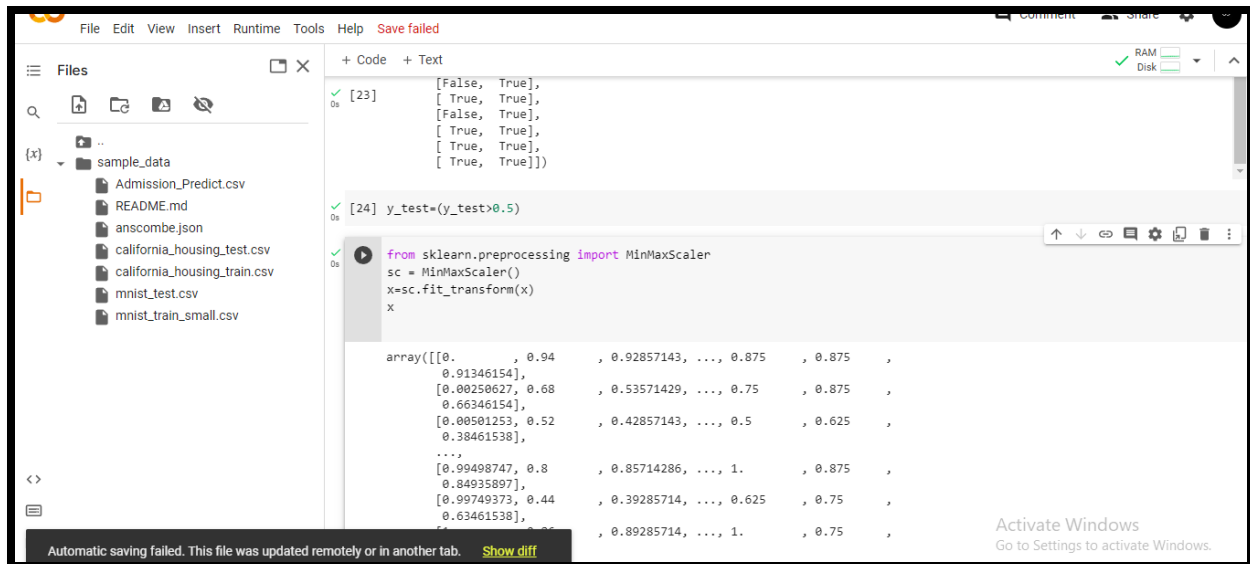 Comment Share
File Edit View Insert Runtime Tools Help Save failed
Files
+ Code + Text
RAM
Disk
{x}
..
sample_data
Admission_Predict.csv
README.md
anscombe.json
california_housing_test.csv
california_housing_train.csv
mnist_test.csv
mnist_train_small.csv
<>
[False, True],
0s [23] [ True, True],
[False, True],
[ True, True],
[ True, True],
[ True, True]])
0s [24] y_test=(y_test>0.5)
0s from sklearn.preprocessing import MinMaxScaler
sc = MinMaxScaler()
x=sc.fit_transform(x)
x
array([[0. , 0.94 , 0.92857143, ..., 0.875 , 0.875 ,
0.91346154],
[0.00250627, 0.68 , 0.53571429, ..., 0.75 , 0.875 ,
0.66346154],
[0.00501253, 0.52 , 0.42857143, ..., 0.5 , 0.625 ,
0.38461538],
...,
[0.99498747, 0.8 , 0.85714286, ..., 1. , 0.875 ,
0.84935897],
[0.99749373, 0.44 , 0.39285714, ..., 0.625 , 0.75 ,
0.63461538],
, 0.89285714, ..., 1. , 0.75 ,
Activate Windows
Go to Settings to activate Windows.
Automatic saving failed. This file was updated remotely or in another tab. Show diff